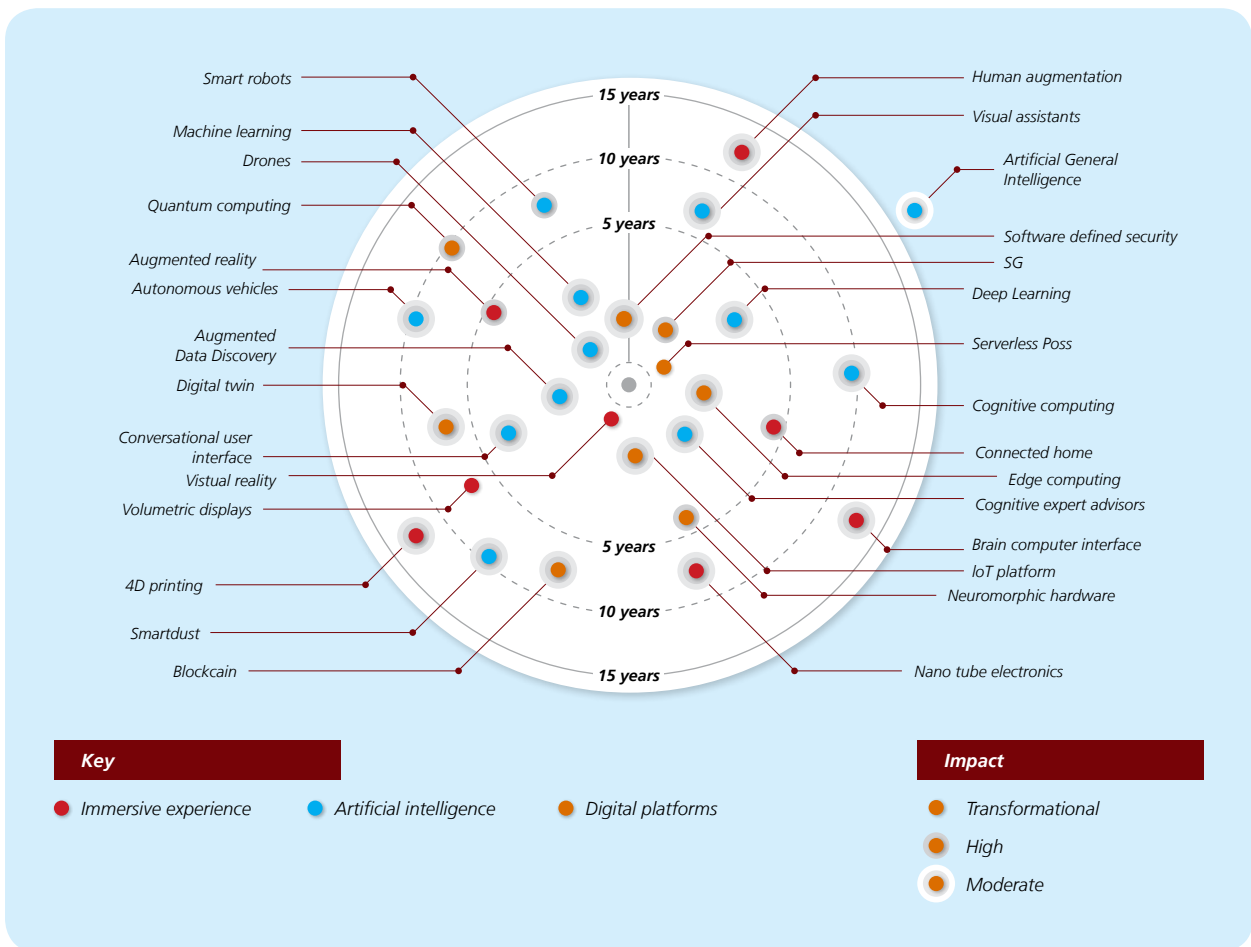 Smart robots
Machine learning
Drones
Quantum computing
Augmented reality
Autonomous vehicles
Augmented
Data Discovery
Digital twin
Conversational user
interface
Vistual reality
Volumetric displays
4D printing
Smartdust
Blockcain
15 years
10 years
5 years
5 years
10 years
15 years
Human augmentation
Visual assistants
Artificial General
Intelligence
Software defined security
SG
Deep Learning
Serverless Poss
Cognitive computing
Connected home
Edge computing
Cognitive expert advisors
Brain computer interface
IoT platform
Neuromorphic hardware
Nano tube electronics
Key
Immersive experience
Artificial intelligence
Digital platforms
Impact
Transformational
High
Moderate